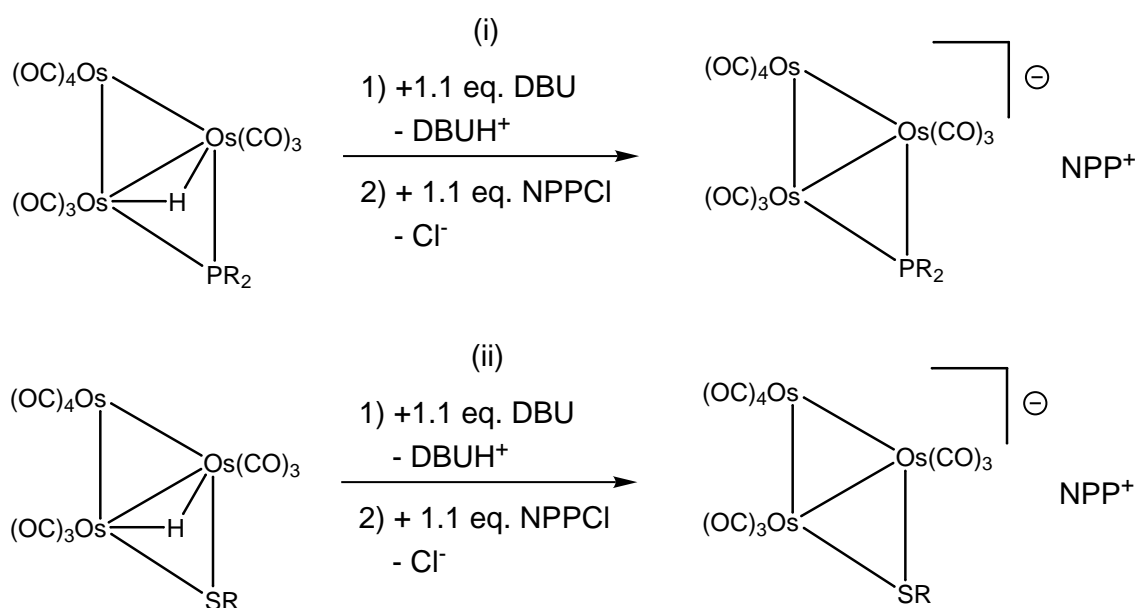 (i)
(OC)₄Os
Os(CO)₃
(OC)₃Os
H
PR₂
1) +1.1 eq. DBU
- DBUH⁺
2) + 1.1 eq. NPPCl
- Cl⁻
(OC)₄Os
Os(CO)₃
(OC)₃Os
PR₂
⊖
NPP⁺
(ii)
(OC)₄Os
Os(CO)₃
(OC)₃Os
H
SR
1) +1.1 eq. DBU
- DBUH⁺
2) + 1.1 eq. NPPCl
- Cl⁻
(OC)₄Os
Os(CO)₃
(OC)₃Os
SR
⊖
NPP⁺